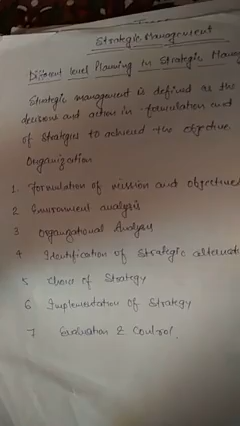 Strategic Management
Different level Planning In Strategic Manag
Strategic management is defined as the
decisions and action in formulation and
of Strategies to achieved the objective
Organization
1. Formulation of mission and objective
2 Environment analysis
3 Organizational Analysis
4 Identification of Strategic alternat
5 Choice of Strategy
6 Implementation of Strategy
7 Evaluation & Control.